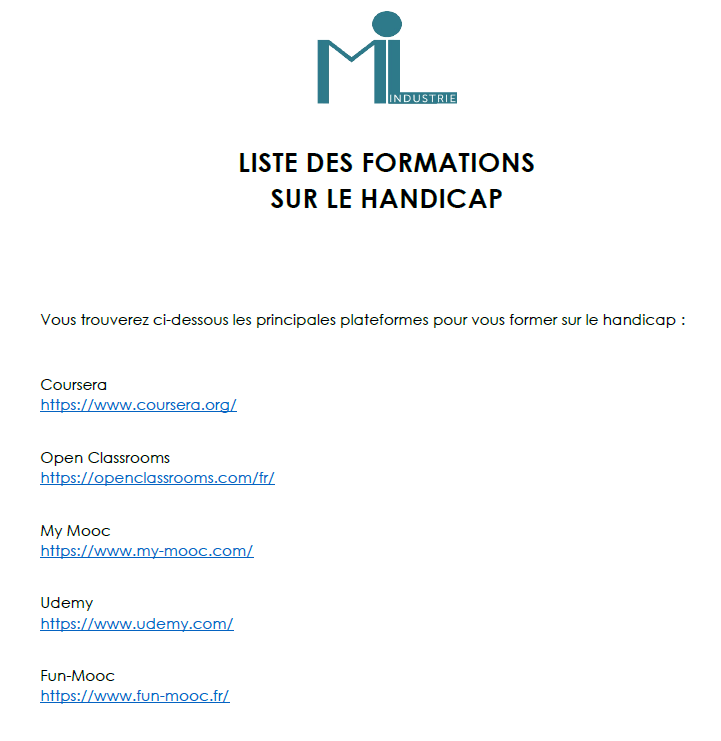 MiL
INDUSTRIE
LISTE DES FORMATIONS
SUR LE HANDICAP
Vous trouverez ci-dessous les principales plateformes pour vous former sur le handicap :
Coursera
https://www.coursera.org/
Open Classrooms
https://openclassrooms.com/fr/
My Mooc
https://www.my-mooc.com/
Udemy
https://www.udemy.com/
Fun-Mooc
https://www.fun-mooc.fr/